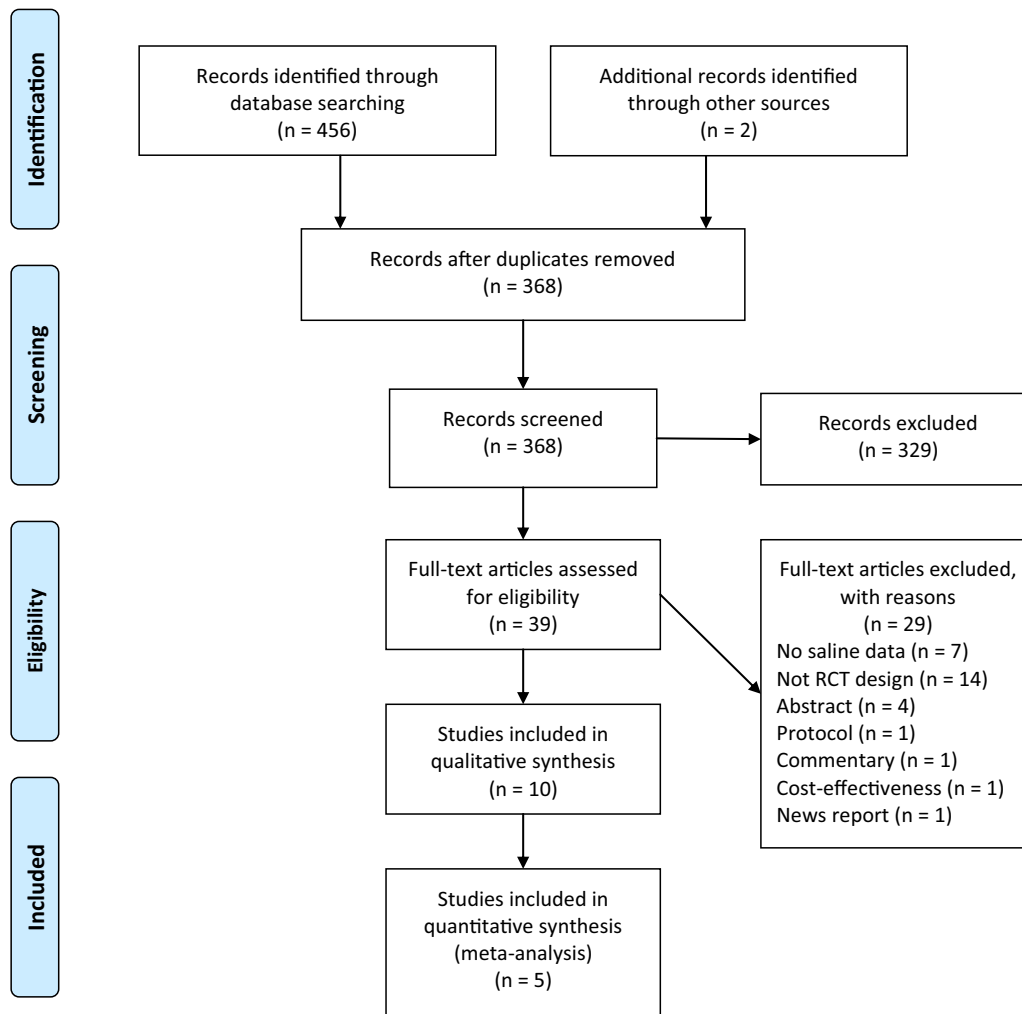 Identification
Records identified through
database searching
(n = 456)
Additional records identified
through other sources
(n = 2)
Records after duplicates removed
(n = 368)
Screening
Records screened
(n = 368)
Records excluded
(n = 329)
Eligibility
Full-text articles assessed
for eligibility
(n = 39)
Full-text articles excluded,
with reasons
(n = 29)
No saline data (n = 7)
Not RCT design (n = 14)
Abstract (n = 4)
Protocol (n = 1)
Commentary (n = 1)
Cost-effectiveness (n = 1)
News report (n = 1)
Studies included in
qualitative synthesis
(n = 10)
Included
Studies included in
quantitative synthesis
(meta-analysis)
(n = 5)